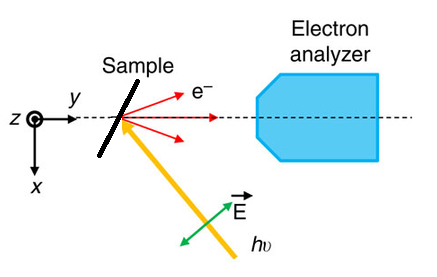 Electron
analyzer
Sample
e⁻
z
y
x
E⃗
hυ